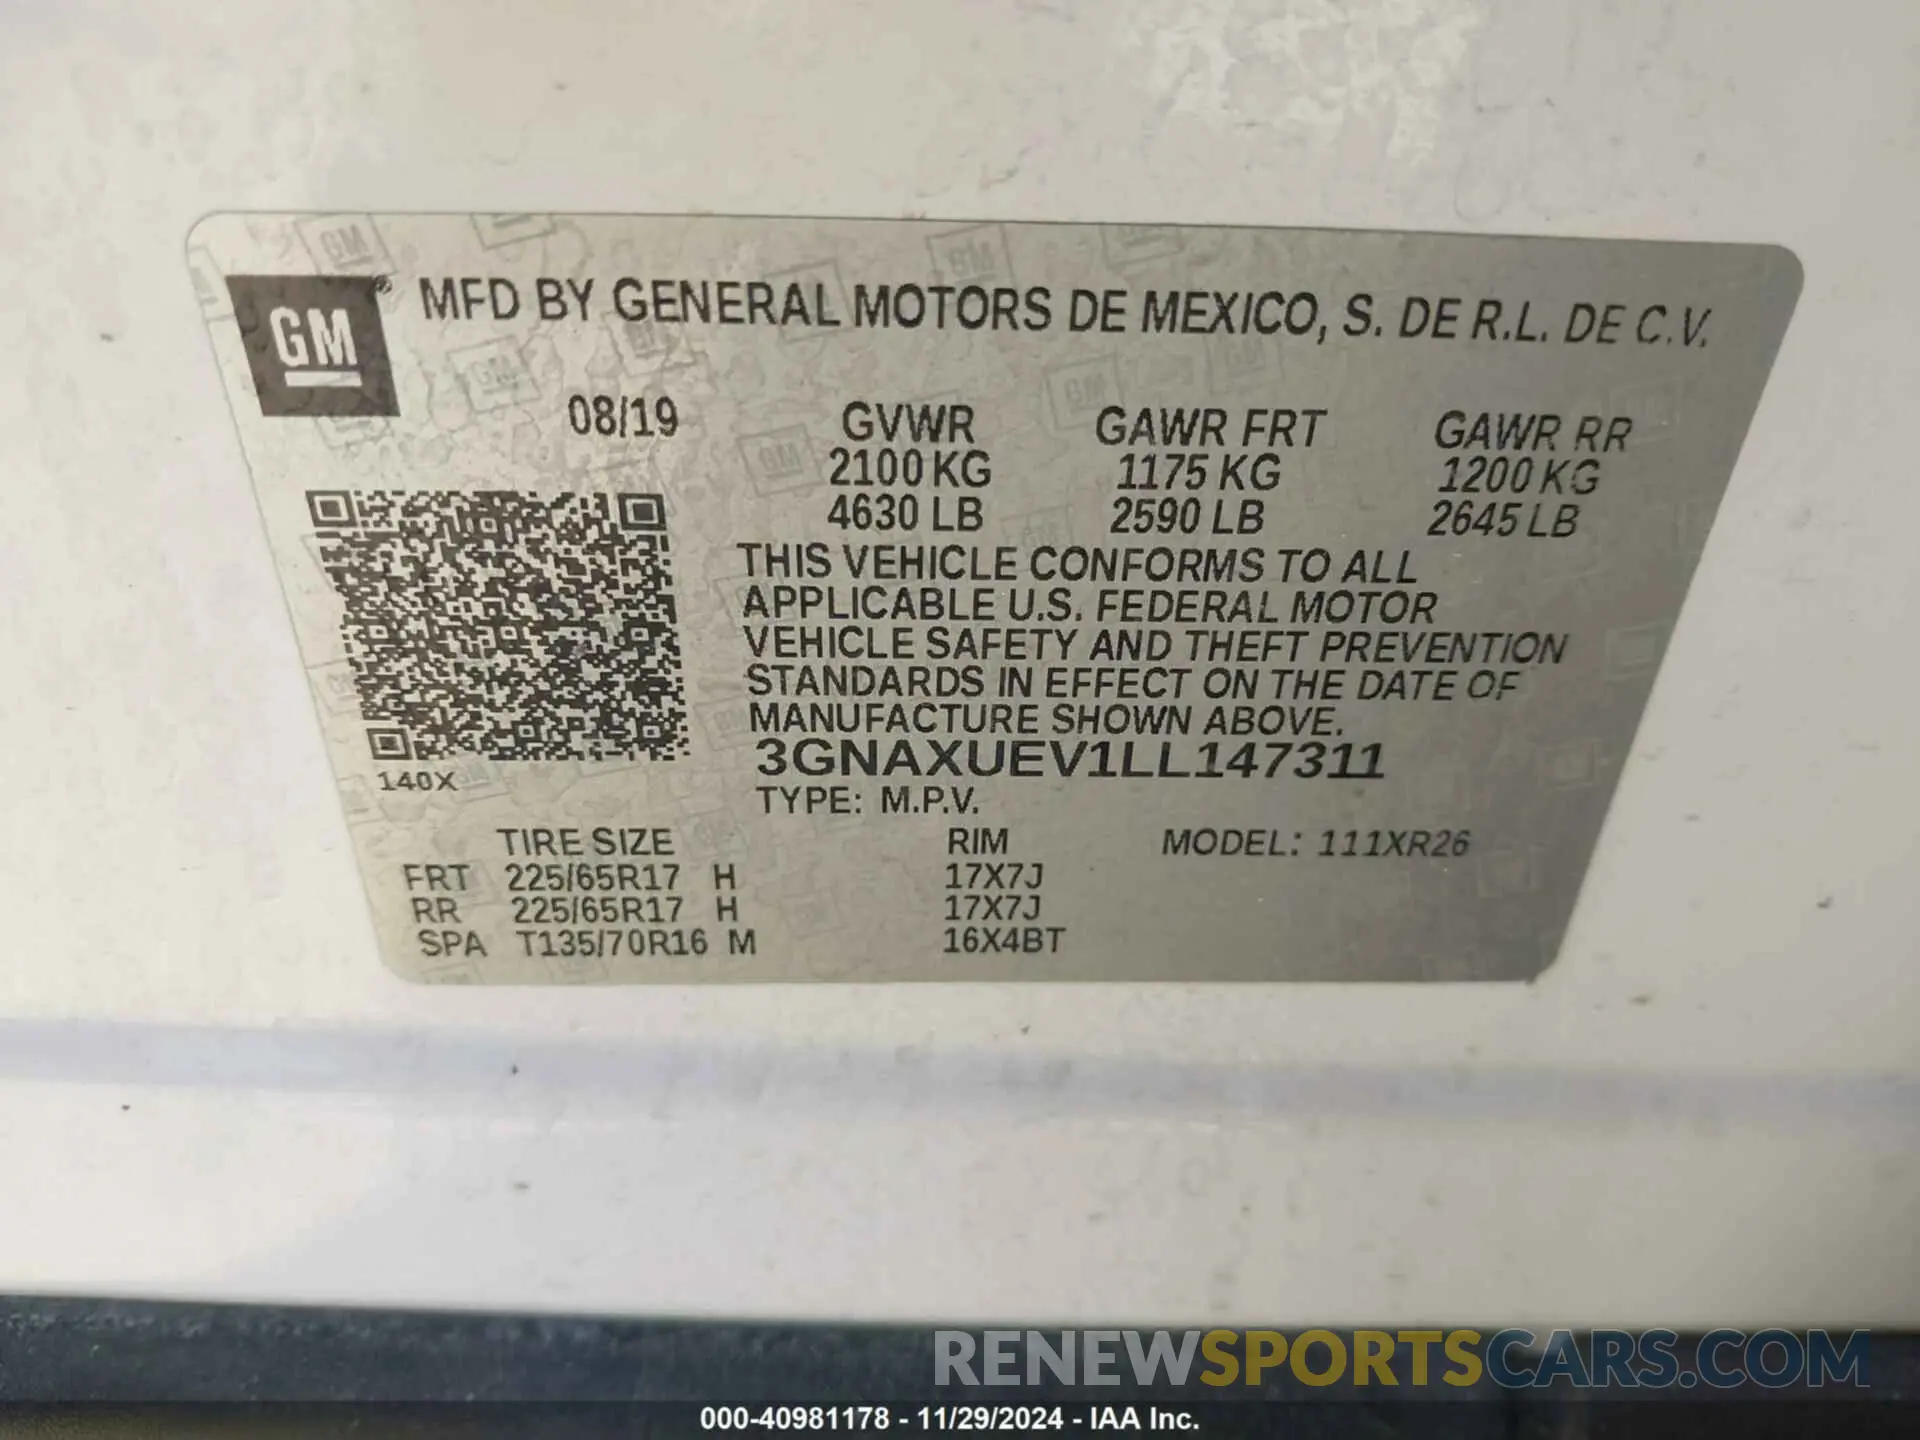 GM ® MFD BY GENERAL MOTORS DE MEXICO, S. DE R.L. DE C.V.
08/19 GVWR GAWR FRT GAWR RR
2100 KG 1175 KG 1200 KG
4630 LB 2590 LB 2645 LB
THIS VEHICLE CONFORMS TO ALL
APPLICABLE U.S. FEDERAL MOTOR
VEHICLE SAFETY AND THEFT PREVENTION
STANDARDS IN EFFECT ON THE DATE OF
MANUFACTURE SHOWN ABOVE.
3GNAXUEV1LL147311
140X
TYPE: M.P.V.
TIRE SIZE RIM MODEL: 111XR26
FRT 225/65R17 H 17X7J
RR 225/65R17 H 17X7J
SPA T135/70R16 M 16X4BT
RENEWSPORTSCARS.COM
000-40981178 - 11/29/2024 - IAA Inc.